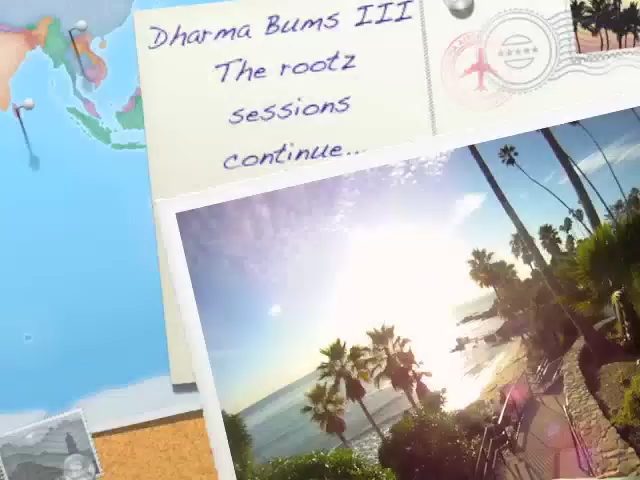 Dharma Bums III
The rootz
sessions
continue...